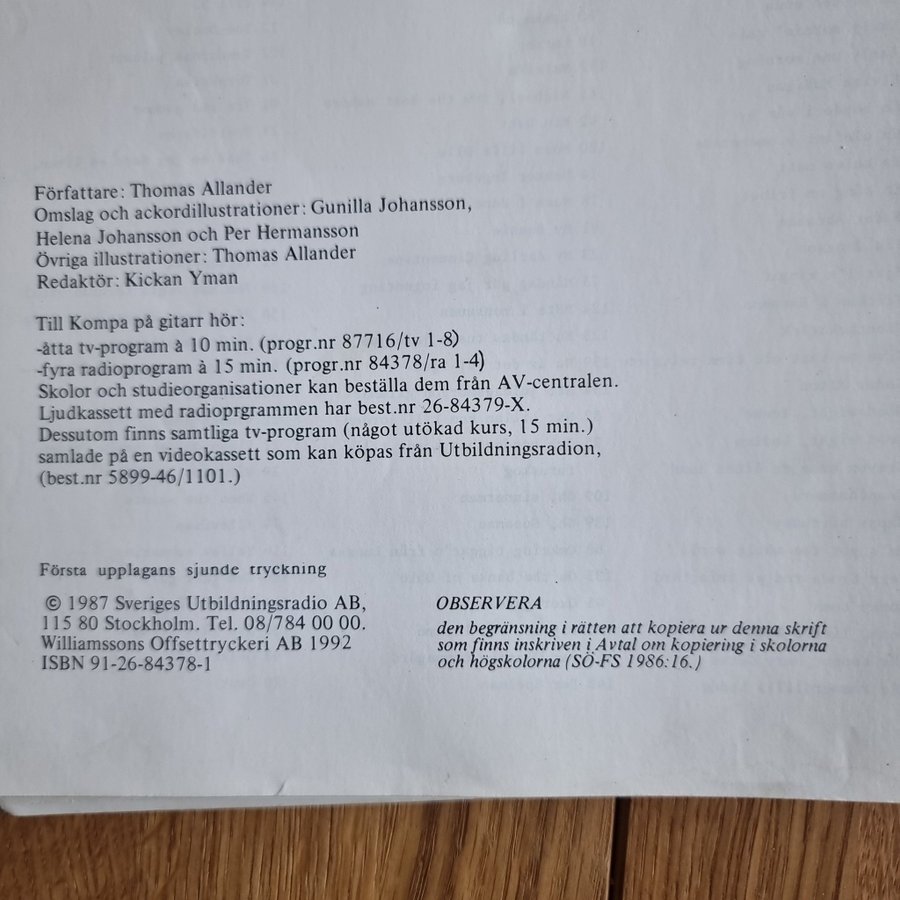 Författare: Thomas Allander
Omslag och ackordillustrationer: Gunilla Johansson,
Helena Johansson och Per Hermansson
Övriga illustrationer: Thomas Allander
Redaktör: Kickan Yman
Till Kompa på gitarr hör:
-åtta tv-program à 10 min. (progr.nr 87716/tv 1-8)
-fyra radioprogram à 15 min. (progr.nr 84378/ra 1-4)
Skolor och studieorganisationer kan beställa dem från AV-centralen.
Ljudkassett med radioprgrammen har best.nr 26-84379-X.
Dessutom finns samtliga tv-program (något utökad kurs, 15 min.)
samlade på en videokassett som kan köpas från Utbildningsradion,
(best.nr 5899-46/1101.)
Första upplagans sjunde tryckning
© 1987 Sveriges Utbildningsradio AB,
115 80 Stockholm. Tel. 08/784 00 00.
Williamssons Offsettryckeri AB 1992
ISBN 91-26-84378-1
OBSERVERA
den begränsning i rätten att kopiera ur denna skrift
som finns inskriven i Avtal om kopiering i skolorna
och högskolorna (SÖ-FS 1986:16.)